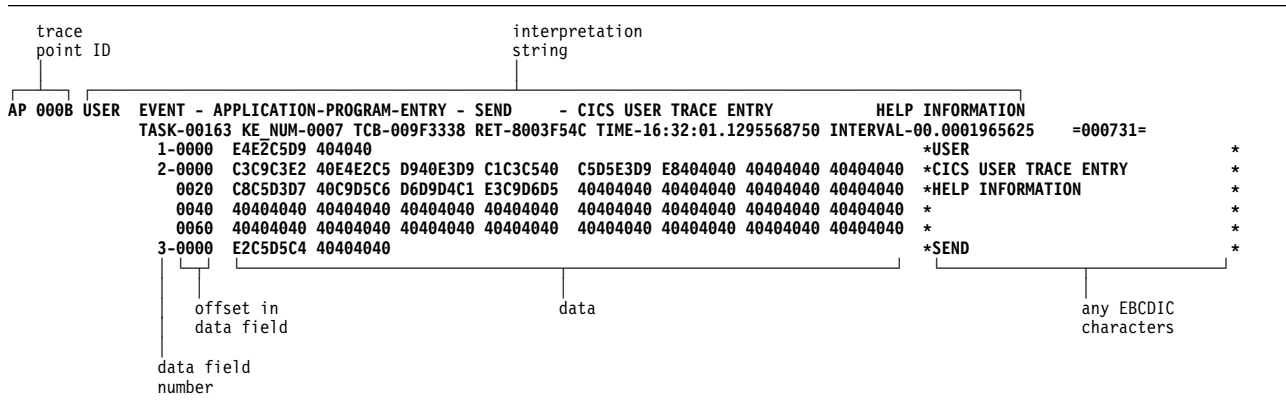 trace interpretation
point ID string
AP 000B USER EVENT - APPLICATION-PROGRAM-ENTRY - SEND - CICS USER TRACE ENTRY HELP INFORMATION
TASK-00163 KE_NUM-0007 TCB-009F3338 RET-8003F54C TIME-16:32:01.1295568750 INTERVAL-00.0001965625 =000731=
1-0000 E4E2C5D9 404040 *USER *
2-0000 C3C9C3E2 40E4E2C5 D940E3D9 C1C3C540 C5D5E3D9 E8404040 40404040 40404040 *CICS USER TRACE ENTRY *
0020 C8C5D3D7 40C9D5C6 D6D9D4C1 E3C9D6D5 40404040 40404040 40404040 40404040 *HELP INFORMATION *
0040 40404040 40404040 40404040 40404040 40404040 40404040 40404040 40404040 * *
0060 40404040 40404040 40404040 40404040 40404040 40404040 40404040 40404040 * *
3-0000 E2C5D5C4 40404040 *SEND *
offset in data any EBCDIC
data field characters
data field
number